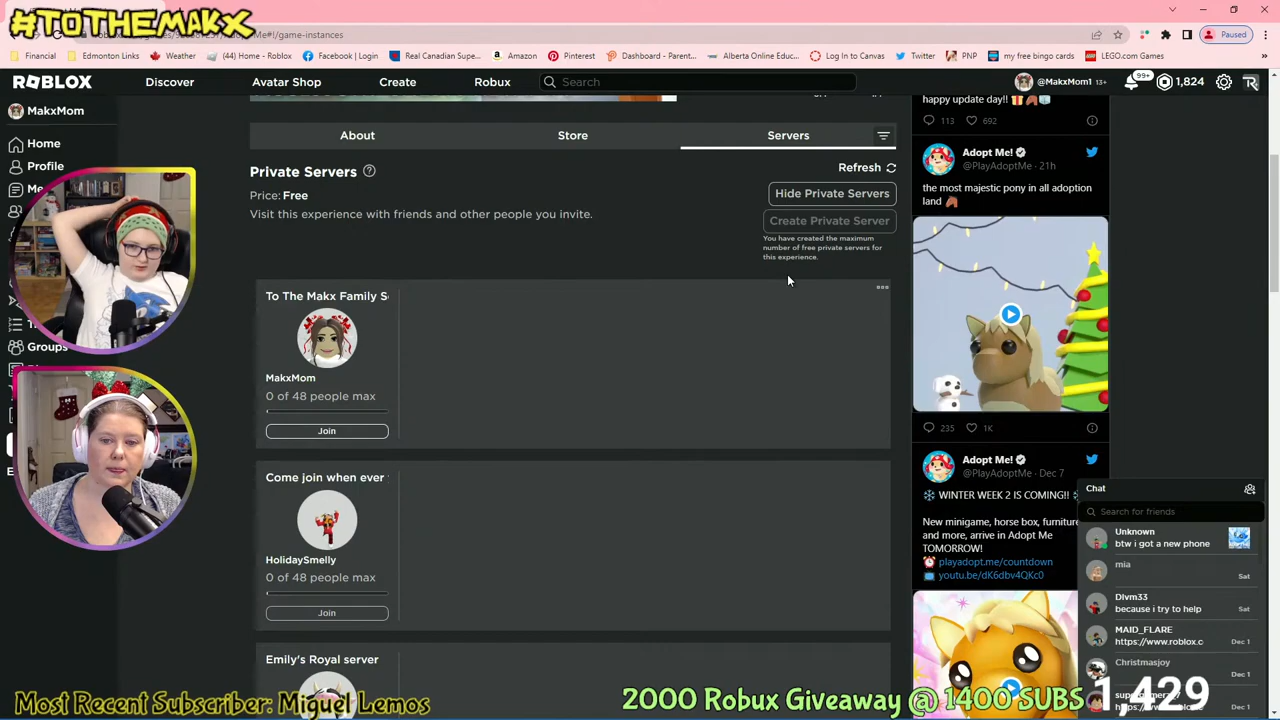 #TOTHEMAKX
#!/game-instances
Paused
Financial
Edmonton Links
Weather
(44) Home - Roblox
Facebook | Login
Real Canadian Supe...
Amazon
Pinterest
Dashboard - Parent...
Alberta Online Educ...
Log In to Canvas
Twitter
PNP
my free bingo cards
LEGO.com Games
ROBLOX
Discover
Avatar Shop
Create
Robux
Search
@MakxMom1 13+
99+
1,824
MakxMom
Home
Profile
Me
Groups
About
Store
Servers
Private Servers
Refresh
Price: Free
Hide Private Servers
Visit this experience with friends and other people you invite.
Create Private Server
You have created the maximum
number of free private servers for
this experience.
To The Makx Family S
MakxMom
0 of 48 people max
Join
Come join when ever
HolidaySmelly
0 of 48 people max
Join
Emily's Royal server
happy update day!!
113 692
Adopt Me!
@PlayAdoptMe - 21h
the most majestic pony in all adoption
land
235 1K
Adopt Me!
@PlayAdoptMe - Dec 7
WINTER WEEK 2 IS COMING!!
New minigame, horse box, furniture
and more, arrive in Adopt Me
TOMORROW!
playadopt.me/countdown
youtu.be/dK6dbv4QKc0
Chat
Search for friends
Unknown
btw i got a new phone
mia
Sat
Dlvm33
because i try to help
Sat
MAID_FLARE
https://www.roblox.c
Dec 1
Christmasjoy
Dec 1
Dec 1
Most Recent Subscriber: Miguel Lemos
2000 Robux Giveaway @ 1400 SUBS
1,429